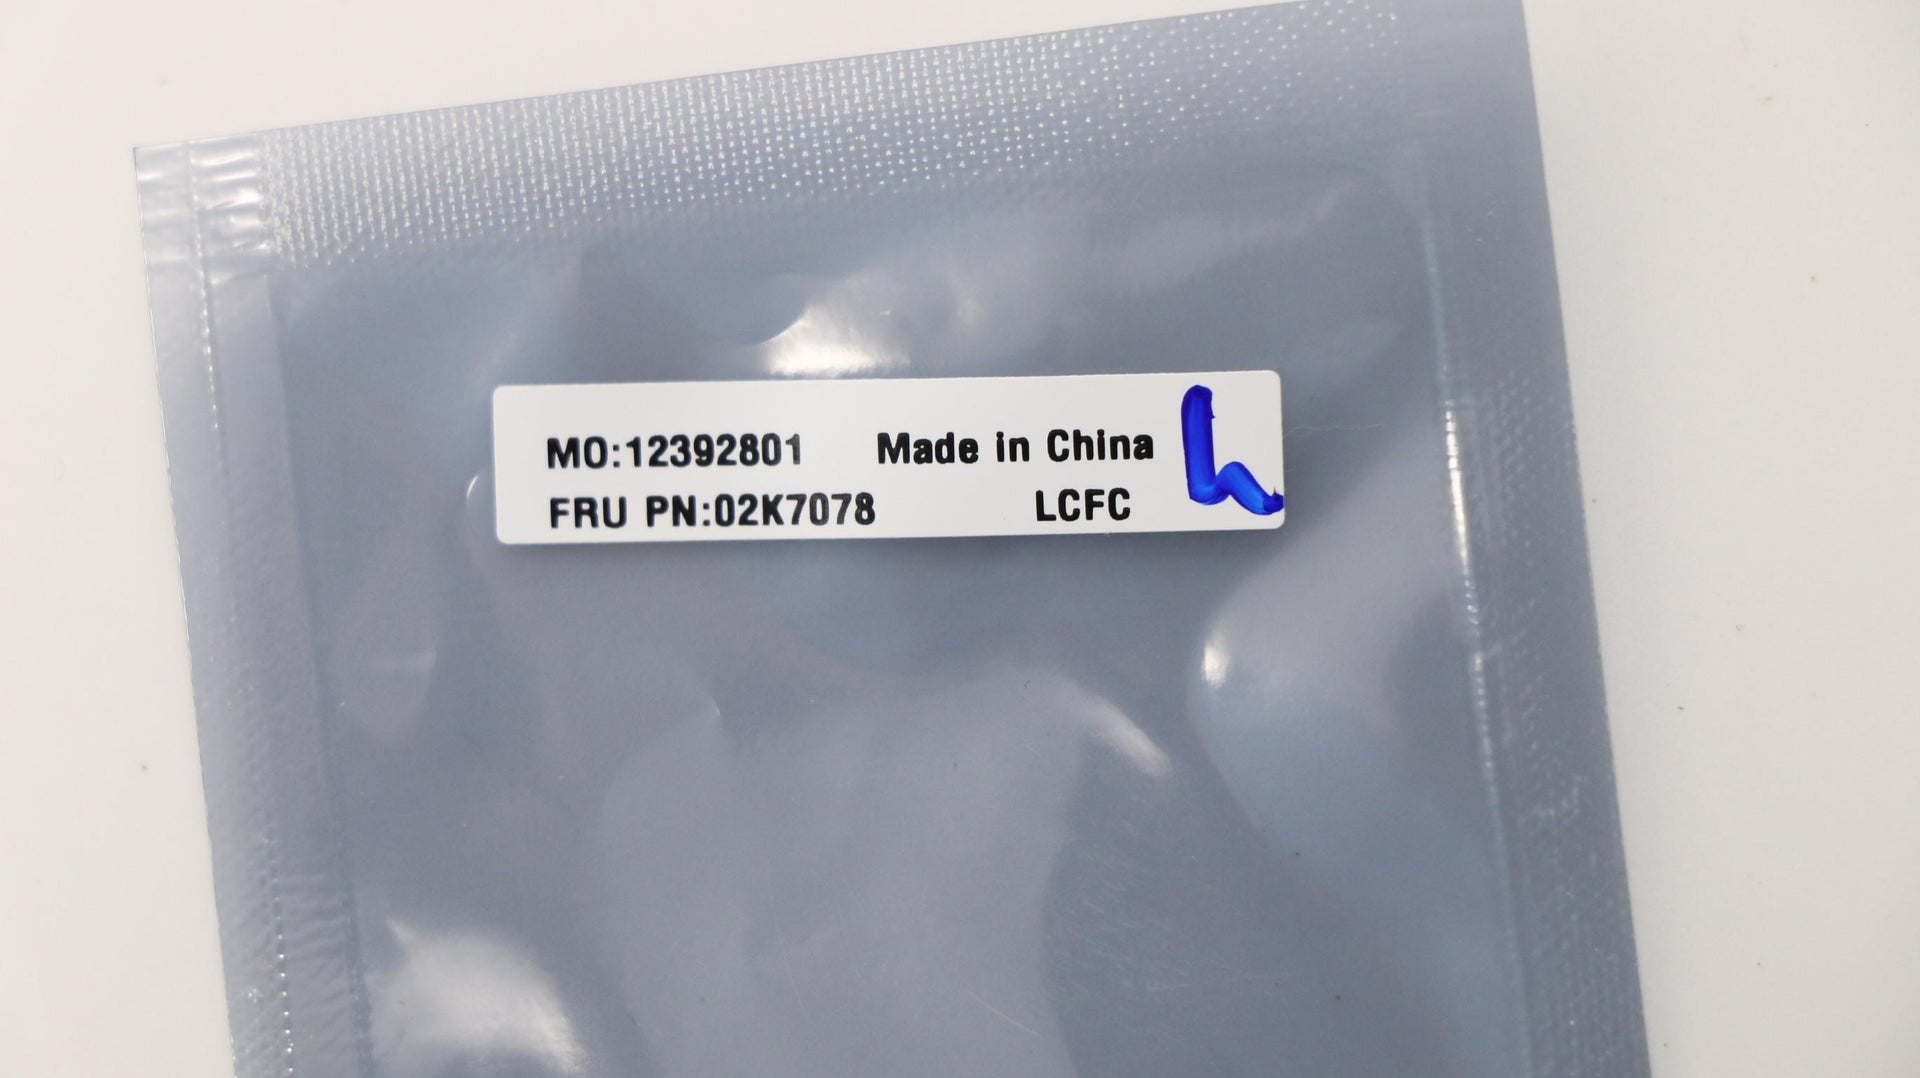 MO:12392801 Made in China
FRU PN:02K7078 LCFC